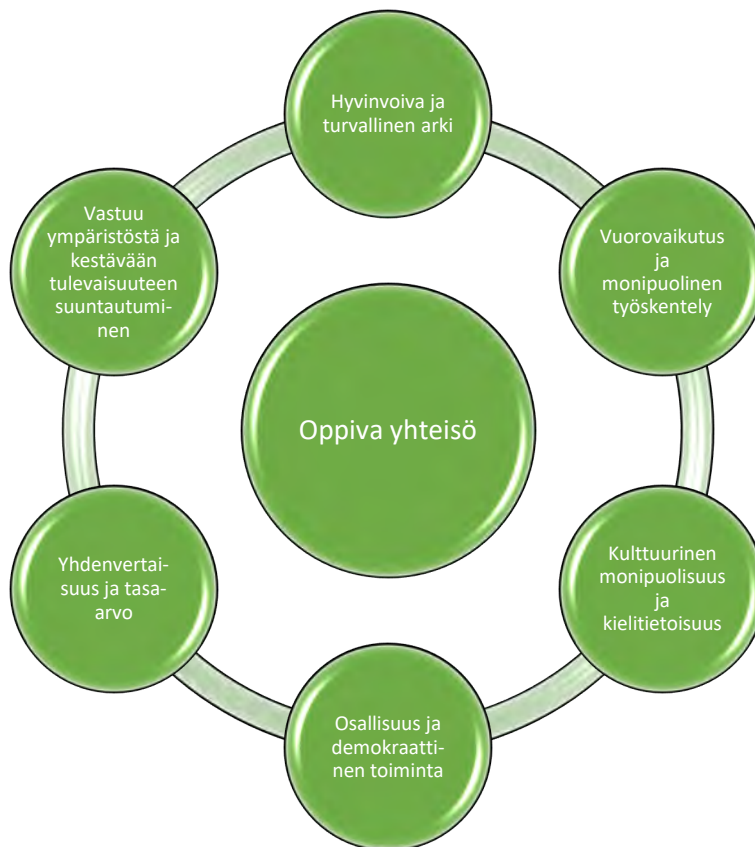 Hyvinvoiva ja
turvallinen arki
Vuorovaikutus
ja
monipuolinen
työskentely
Kulttuurinen
monipuolisuus
ja
kielitietoisuus
Osallisuus ja
demokraatti-
nen toiminta
Yhdenvertai-
suus ja tasa-
arvo
Vastuu
ympäristöstä ja
kestävään
tulevaisuuteen
suuntautumi-
nen
Oppiva yhteisö